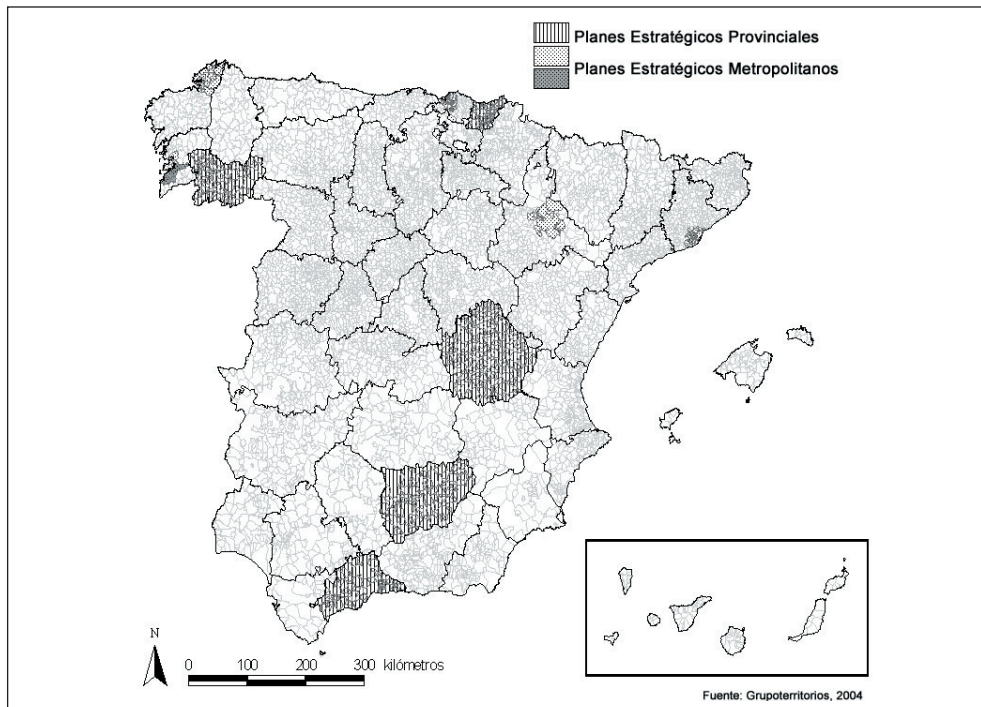 Planes Estratégicos Provinciales
Planes Estratégicos Metropolitanos
N
0 100 200 300 kilómetros
Fuente: Grupoterritorios, 2004